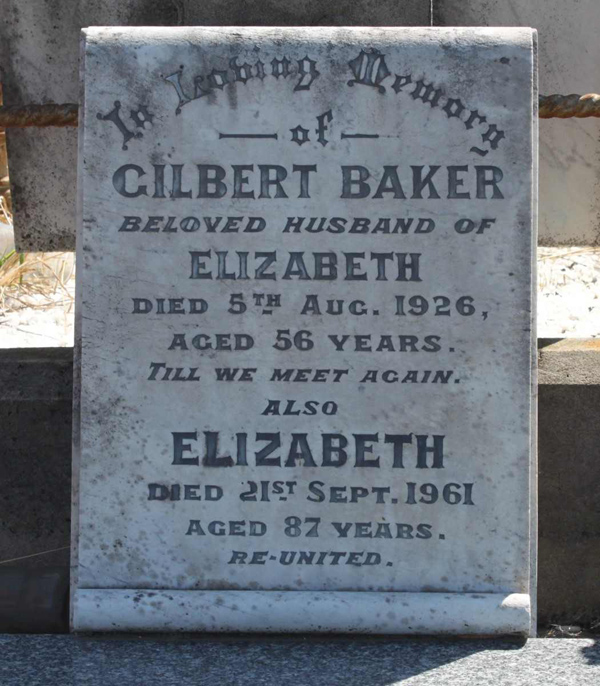 In Loving Memory
— of —
GILBERT BAKER
BELOVED HUSBAND OF
ELIZABETH
DIED 5TH AUG. 1926,
AGED 56 YEARS.
TILL WE MEET AGAIN.
ALSO
ELIZABETH
DIED 21ST SEPT. 1961
AGED 87 YEARS.
RE-UNITED.